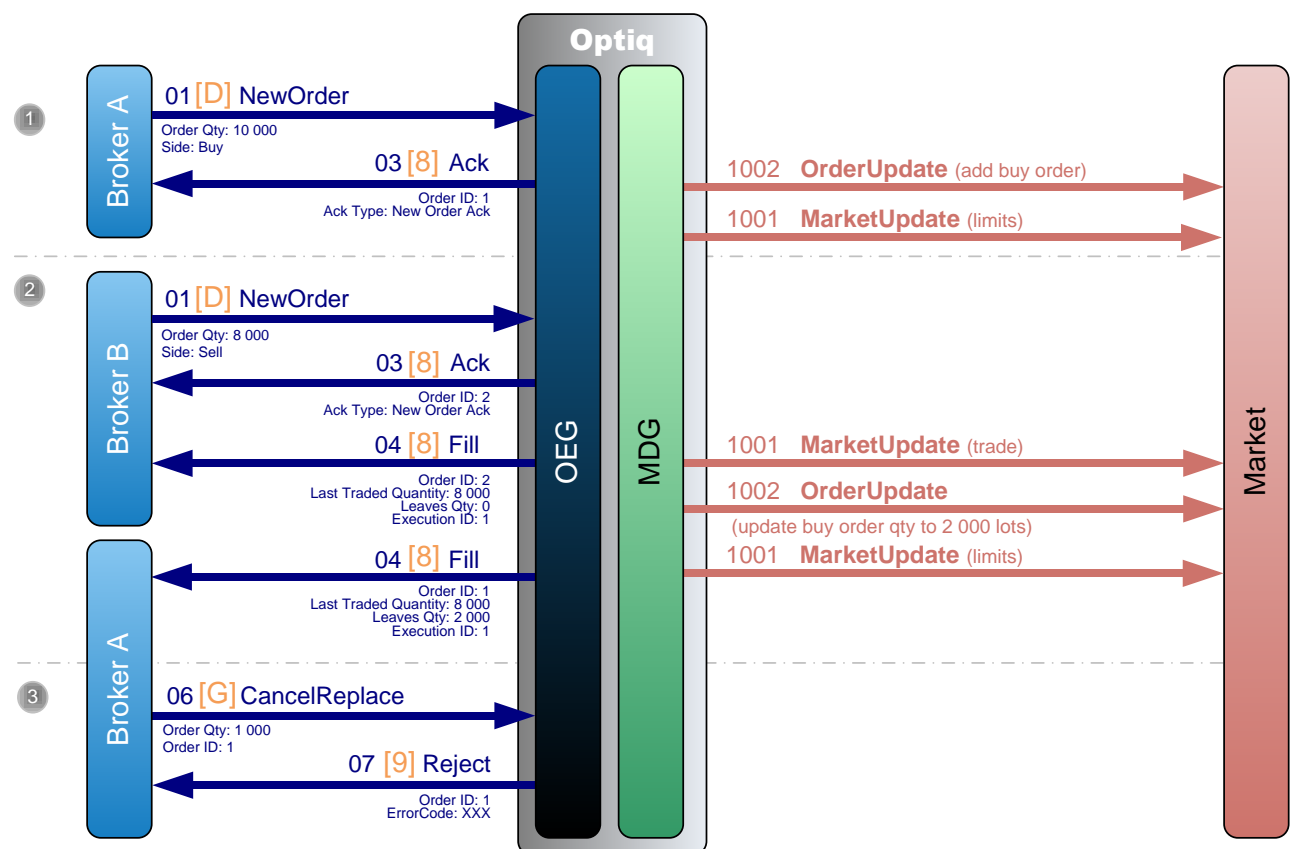 Optiq
Broker A
1
01 [D] NewOrder
Order Qty: 10 000
Side: Buy
03 [8] Ack
Order ID: 1
Ack Type: New Order Ack
1002 OrderUpdate (add buy order)
1001 MarketUpdate (limits)
2
Broker B
01 [D] NewOrder
Order Qty: 8 000
Side: Sell
03 [8] Ack
Order ID: 2
Ack Type: New Order Ack
04 [8] Fill
Order ID: 2
Last Traded Quantity: 8 000
Leaves Qty: 0
Execution ID: 1
OEG
MDG
1001 MarketUpdate (trade)
1002 OrderUpdate
(update buy order qty to 2 000 lots)
1001 MarketUpdate (limits)
Market
Broker A
04 [8] Fill
Order ID: 1
Last Traded Quantity: 8 000
Leaves Qty: 2 000
Execution ID: 1
3
06 [G] CancelReplace
Order Qty: 1 000
Order ID: 1
07 [9] Reject
Order ID: 1
ErrorCode: XXX